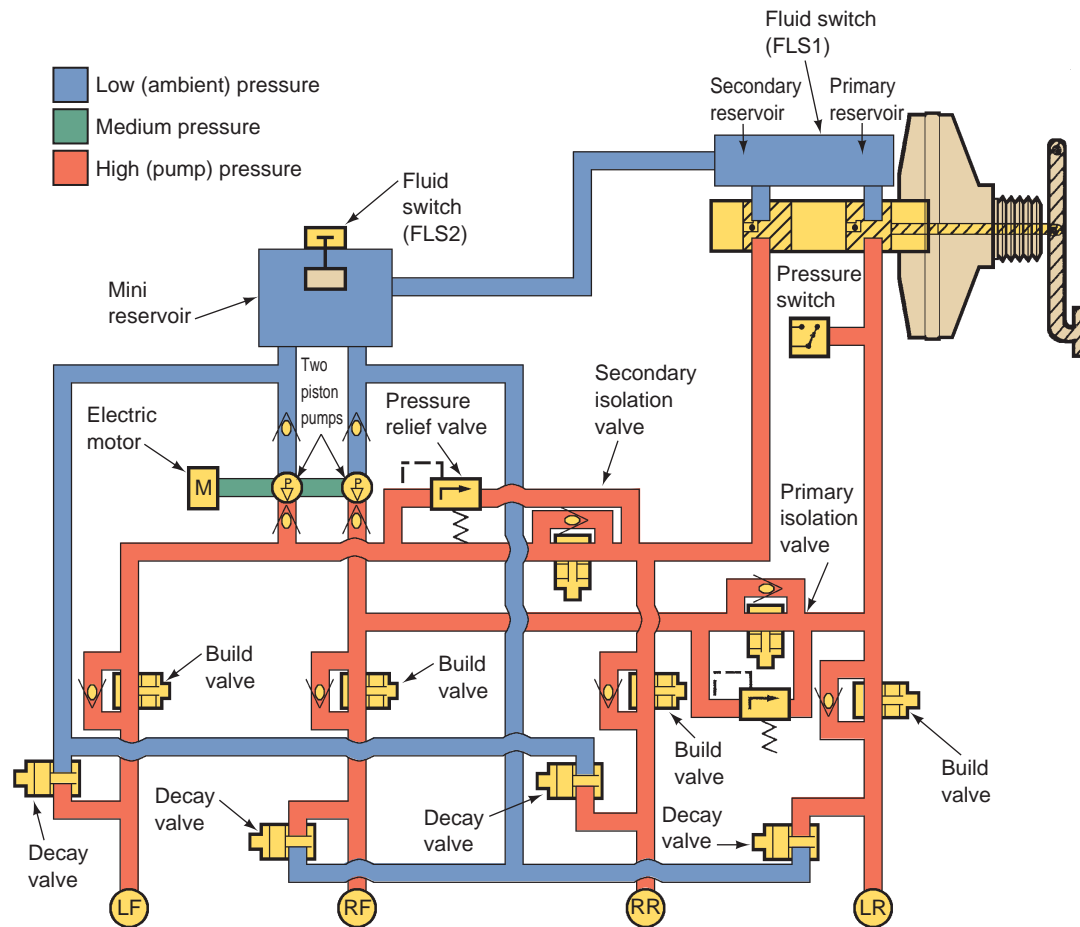 Fluid switch
(FLS1)
Secondary
reservoir
Primary
reservoir
Low (ambient) pressure
Medium pressure
High (pump) pressure
Fluid
switch
(FLS2)
Mini
reservoir
Pressure
switch
Two
piston
pumps
Electric
motor
Pressure
relief valve
Secondary
isolation
valve
Primary
isolation
valve
M
P
P
Build
valve
Build
valve
Build
valve
Build
valve
Decay
valve
Decay
valve
Decay
valve
Decay
valve
LF
RF
RR
LR